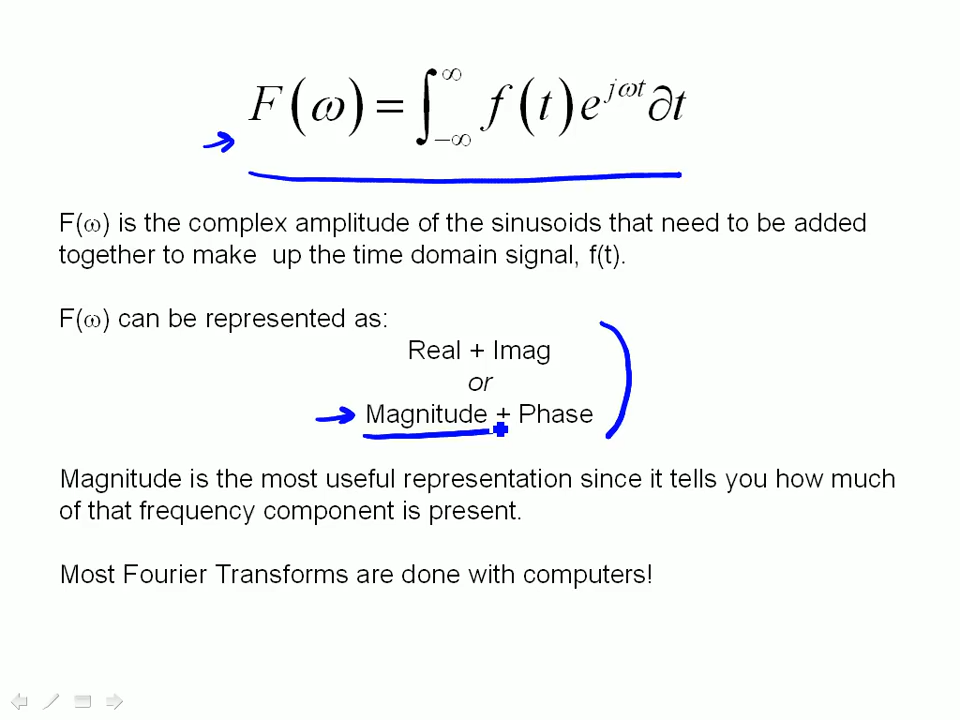 F(ω) = ∫_{-∞}^{∞} f(t) e^{jωt} ∂t
F(ω) is the complex amplitude of the sinusoids that need to be added
together to make up the time domain signal, f(t).
F(ω) can be represented as:
Real + Imag
or
Magnitude + Phase
Magnitude is the most useful representation since it tells you how much
of that frequency component is present.
Most Fourier Transforms are done with computers!